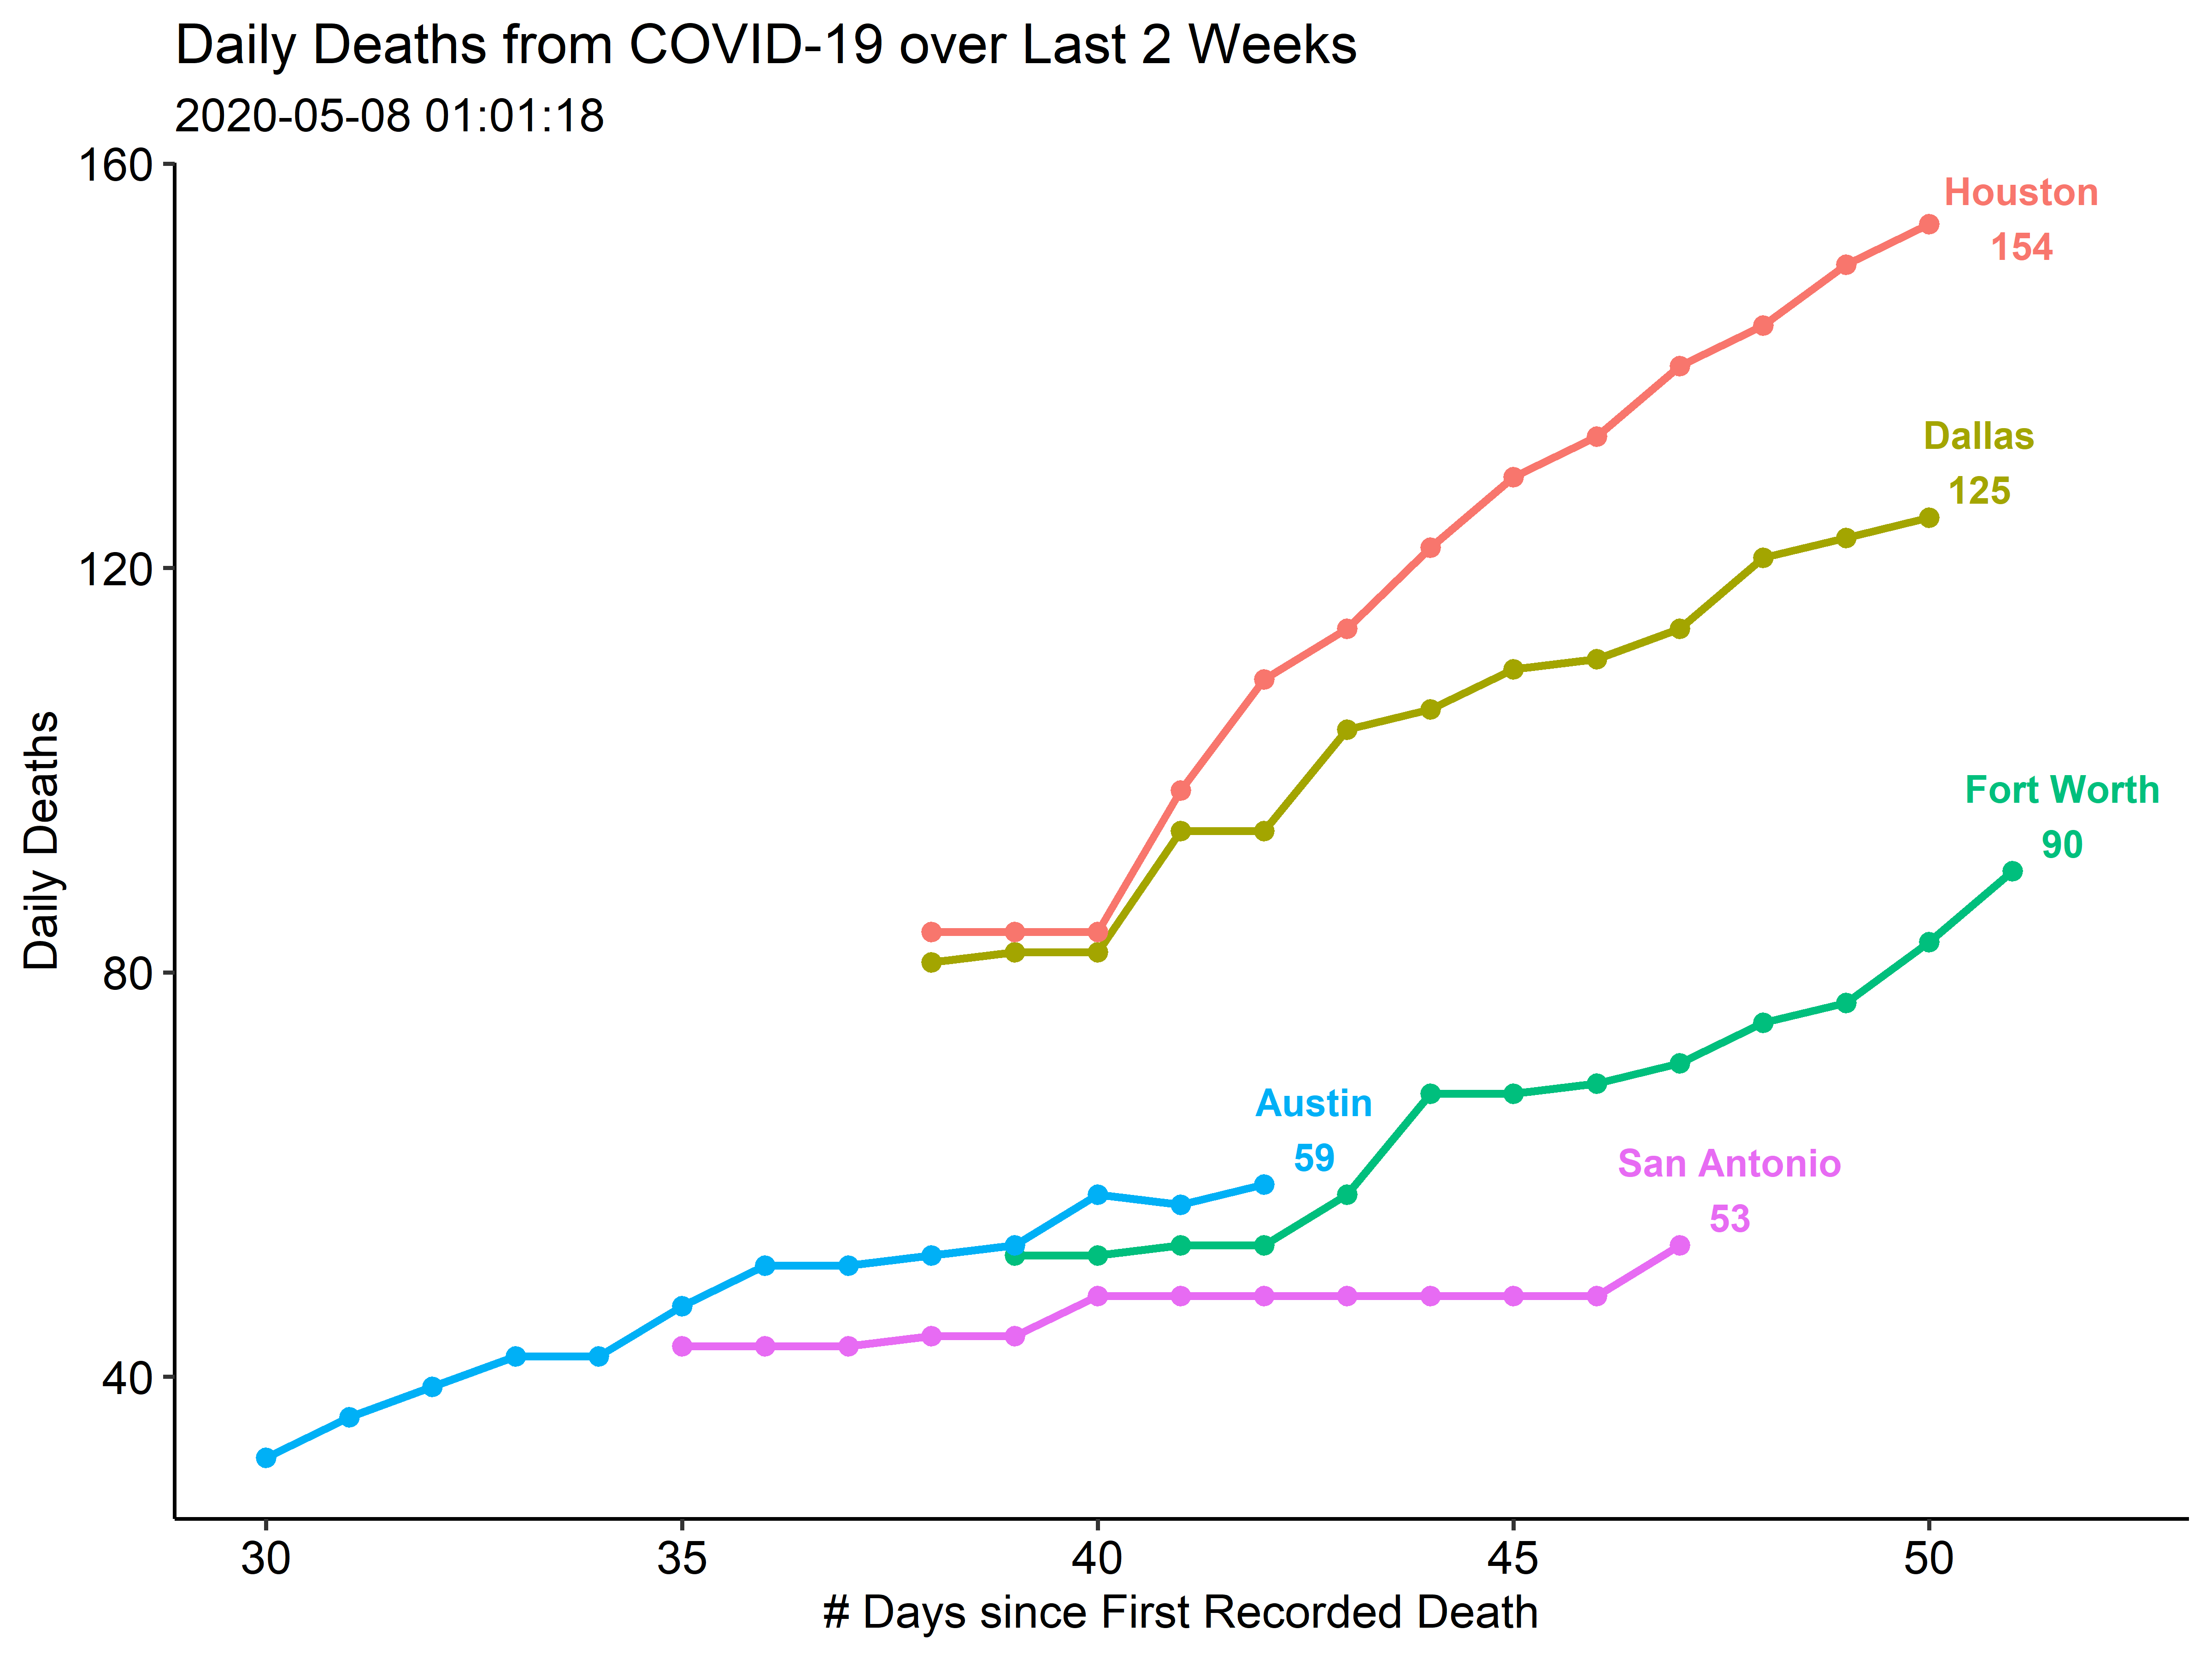 Daily Deaths from COVID-19 over Last 2 Weeks
2020-05-08 01:01:18
160
120
80
40
Daily Deaths
Houston
154
Dallas
125
Fort Worth
90
Austin
59
San Antonio
53
30
35
40
45
50
# Days since First Recorded Death